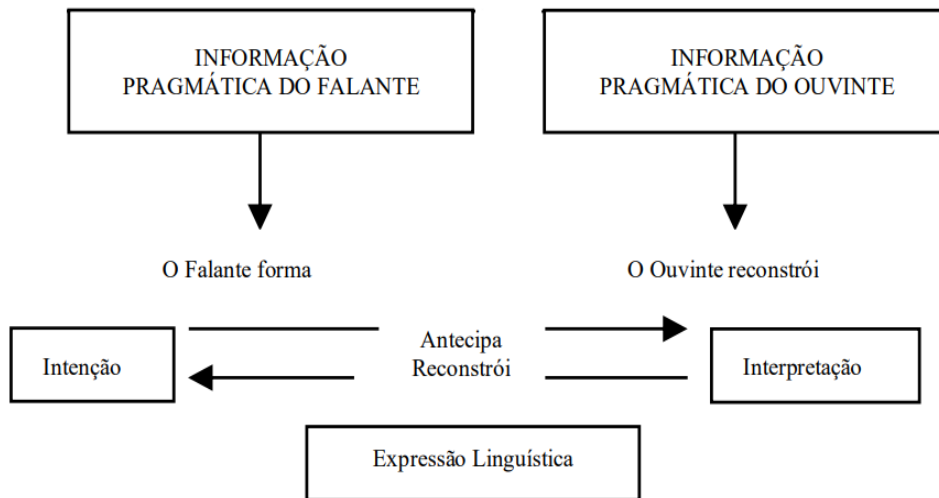 INFORMAÇÃO
PRAGMÁTICA DO FALANTE
INFORMAÇÃO
PRAGMÁTICA DO OUVINTE
O Falante forma
O Ouvinte reconstrói
Intenção
Antecipa
Reconstrói
Interpretação
Expressão Linguística